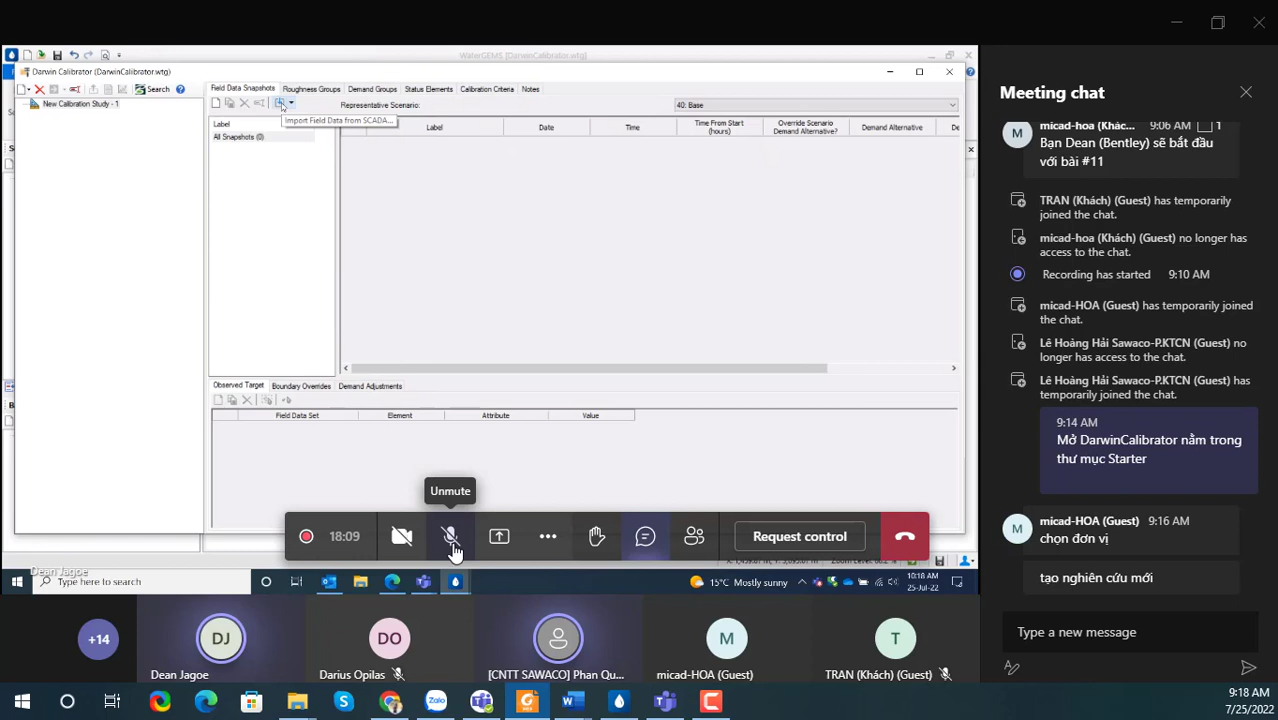 WaterGEMS [DarwinCalibrator.wtg]
Darwin Calibrator (DarwinCalibrator.wtg)
Search
New Calibration Study - 1
Field Data Snapshots
Roughness Groups
Demand Groups
Status Elements
Calibration Criteria
Notes
Representative Scenario:
40: Base
Import Field Data from SCADA...
Label
All Snapshots (0)
Label
Date
Time
Time From Start (hours)
Override Scenario Demand Alternative?
Demand Alternative
De
Observed Target
Boundary Overrides
Demand Adjustments
Field Data Set
Element
Attribute
Value
Unmute
18:09
Request control
Dean Jagoe
Type here to search
15°C Mostly sunny
10:18 AM
25-Jul-22
+14
DJ
Dean Jagoe
DO
Darius Opilas
[CNTT SAWACO] Phan Qu...
M
micad-HOA (Guest)
T
TRAN (Khách) (Guest)
Meeting chat
M
micad-hoa (Khác...
9:06 AM
1
Bạn Dean (Bentley) sẽ bắt đầu
với bài #11
TRAN (Khách) (Guest) has temporarily
joined the chat.
micad-hoa (Khách) (Guest) no longer has
access to the chat.
Recording has started
9:10 AM
micad-HOA (Guest) has temporarily joined
the chat.
Lê Hoàng Hải Sawaco-P.KTCN (Guest) no
longer has access to the chat.
Lê Hoàng Hải Sawaco-P.KTCN (Guest) has
temporarily joined the chat.
9:14 AM
Mở DarwinCalibrator nằm trong
thư mục Starter
M
micad-HOA (Guest)
9:16 AM
chọn đơn vị
tạo nghiên cứu mới
Type a new message
Zalo
9:18 AM
7/25/2022